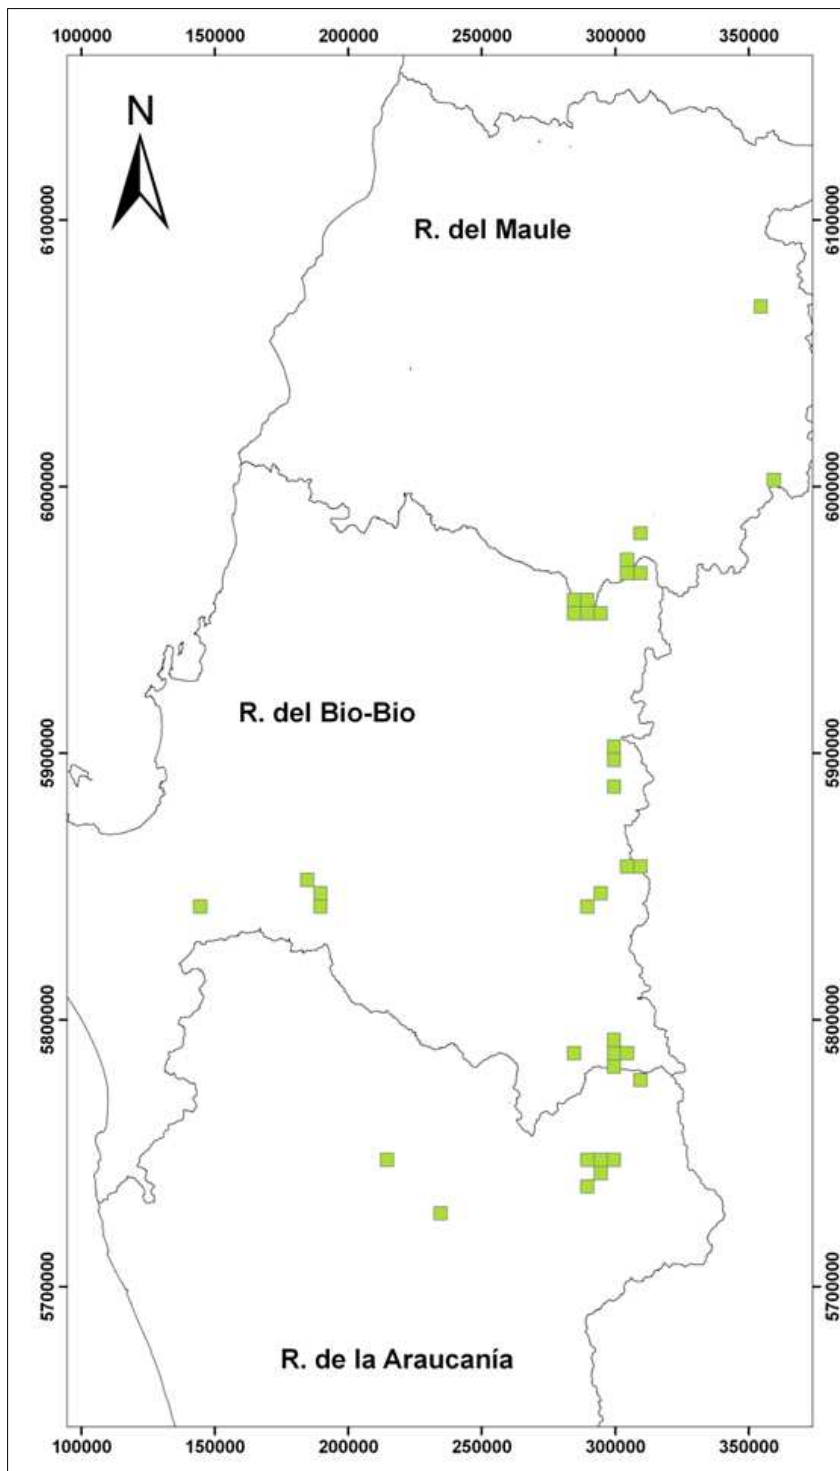 100000 150000 200000 250000 300000 350000
N
R. del Maule
6100000 6100000
6000000 6000000
R. del Bio-Bio
5900000 5900000
5800000 5800000
5700000 5700000
R. de la Araucanía
100000 150000 200000 250000 300000 350000